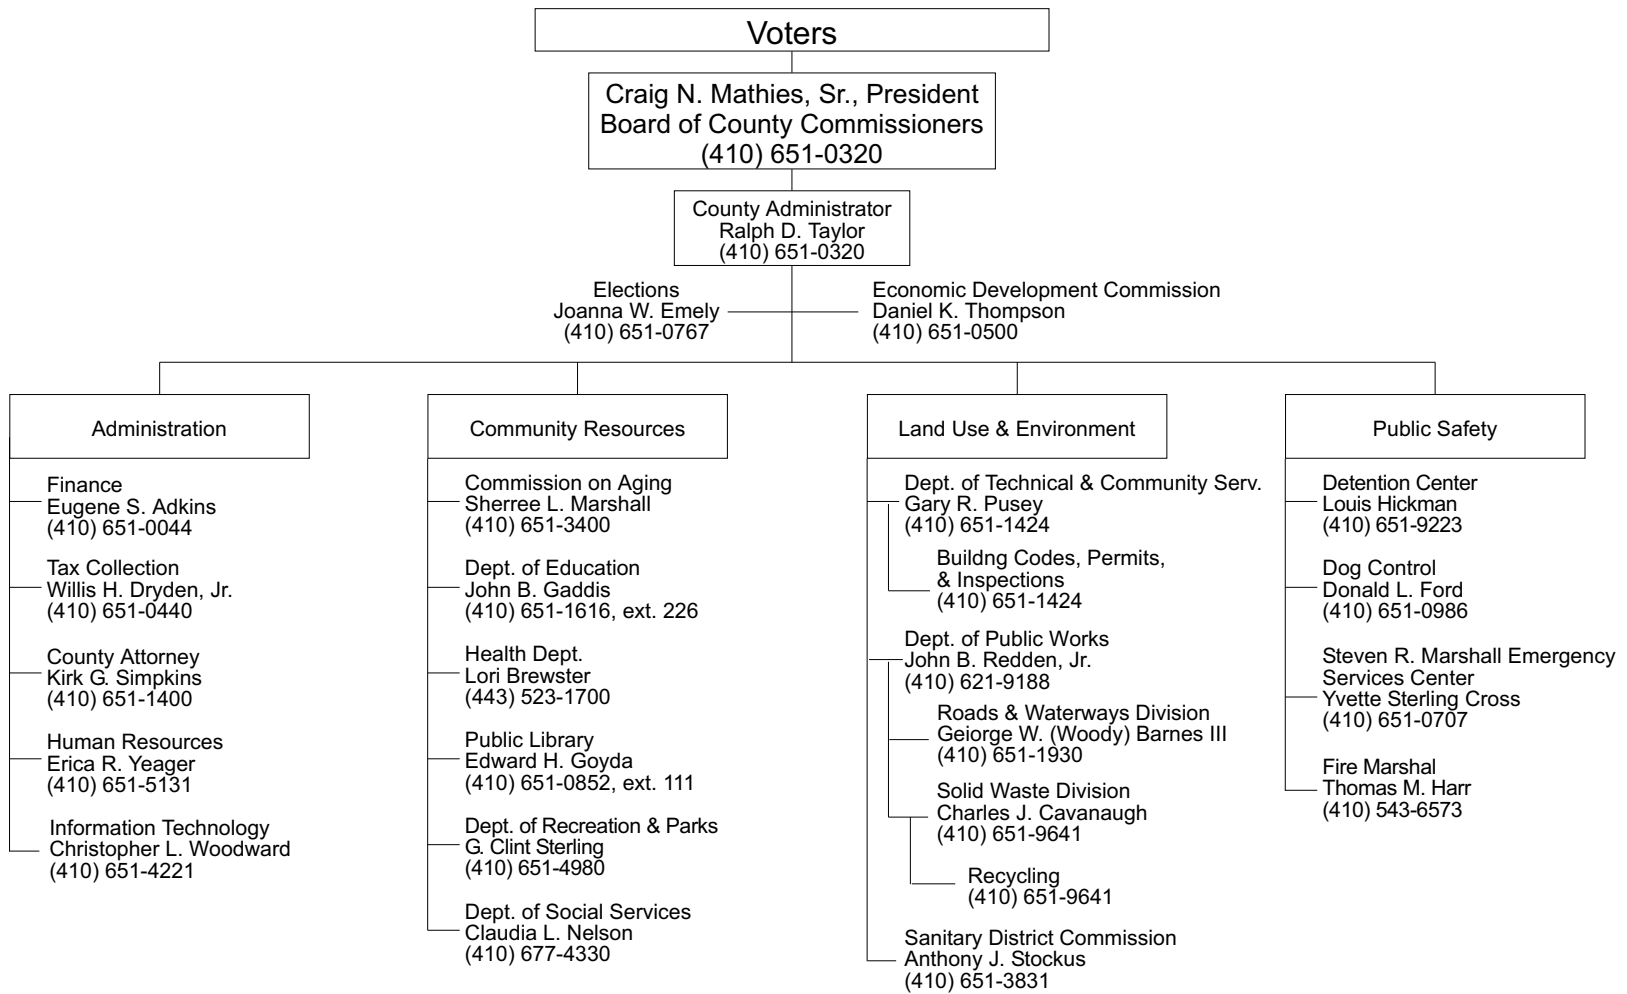 Voters
Craig N. Mathies, Sr., President
Board of County Commissioners
(410) 651-0320
County Administrator
Ralph D. Taylor
(410) 651-0320
Elections
Joanna W. Emely
(410) 651-0767
Economic Development Commission
Daniel K. Thompson
(410) 651-0500
Administration
Finance
Eugene S. Adkins
(410) 651-0044
Tax Collection
Willis H. Dryden, Jr.
(410) 651-0440
County Attorney
Kirk G. Simpkins
(410) 651-1400
Human Resources
Erica R. Yeager
(410) 651-5131
Information Technology
Christopher L. Woodward
(410) 651-4221
Community Resources
Commission on Aging
Sherree L. Marshall
(410) 651-3400
Dept. of Education
John B. Gaddis
(410) 651-1616, ext. 226
Health Dept.
Lori Brewster
(443) 523-1700
Public Library
Edward H. Goyda
(410) 651-0852, ext. 111
Dept. of Recreation & Parks
G. Clint Sterling
(410) 651-4980
Dept. of Social Services
Claudia L. Nelson
(410) 677-4330
Land Use & Environment
Dept. of Technical & Community Serv.
Gary R. Pusey
(410) 651-1424
Buildng Codes, Permits,
& Inspections
(410) 651-1424
Dept. of Public Works
John B. Redden, Jr.
(410) 621-9188
Roads & Waterways Division
Geiorge W. (Woody) Barnes III
(410) 651-1930
Solid Waste Division
Charles J. Cavanaugh
(410) 651-9641
Recycling
(410) 651-9641
Sanitary District Commission
Anthony J. Stockus
(410) 651-3831
Public Safety
Detention Center
Louis Hickman
(410) 651-9223
Dog Control
Donald L. Ford
(410) 651-0986
Steven R. Marshall Emergency
Services Center
Yvette Sterling Cross
(410) 651-0707
Fire Marshal
Thomas M. Harr
(410) 543-6573